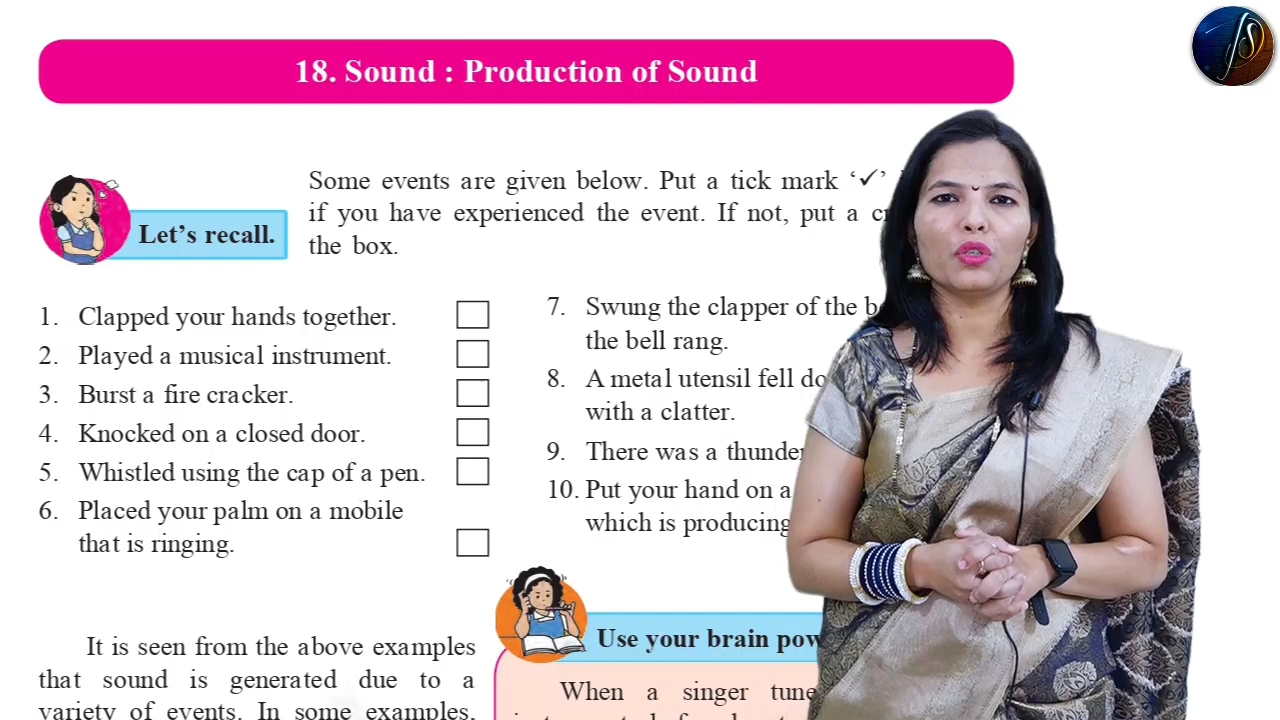 18. Sound : Production of Sound
Some events are given below. Put a tick mark ‘✓’
if you have experienced the event. If not, put a
the box.
Let’s recall.
1. Clapped your hands together.
2. Played a musical instrument.
3. Burst a fire cracker.
4. Knocked on a closed door.
5. Whistled using the cap of a pen.
6. Placed your palm on a mobile
that is ringing.
7. Swung the clapper of the
the bell rang.
8. A metal utensil fell
with a clatter.
9. There was a
10. Put your hand on a
which is producing
It is seen from the above examples
that sound is generated due to a
variety of events. In some examples,
Use your brain
When a singer